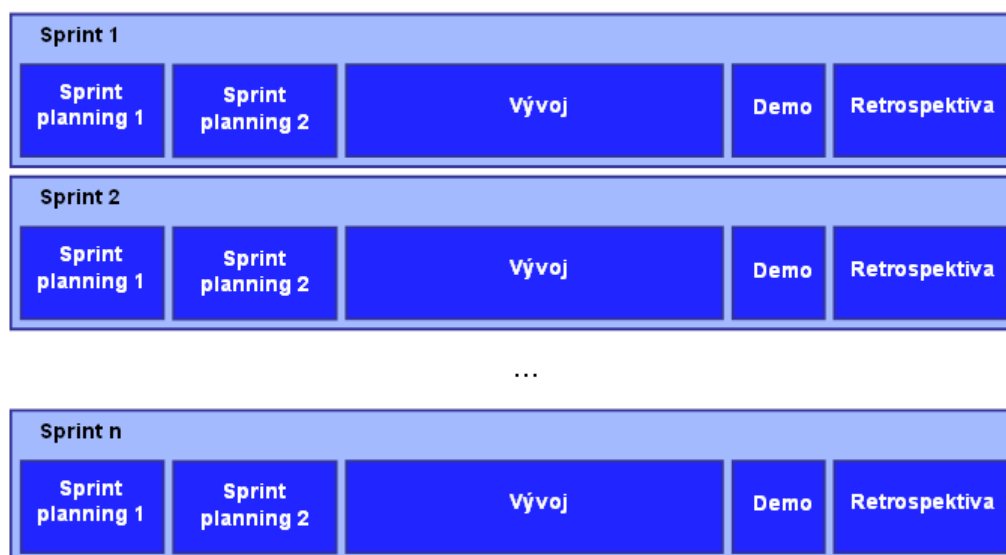 Sprint 1
Sprint
planning 1
Sprint
planning 2
Vývoj
Demo
Retrospektiva
Sprint 2
Sprint
planning 1
Sprint
planning 2
Vývoj
Demo
Retrospektiva
...
Sprint n
Sprint
planning 1
Sprint
planning 2
Vývoj
Demo
Retrospektiva